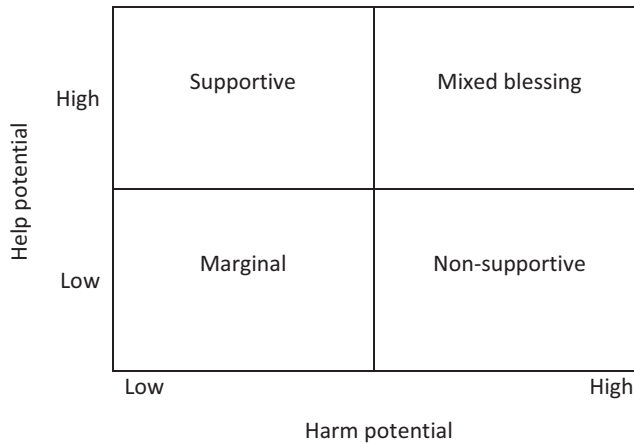 Supportive
Mixed blessing
High
Help potential
Marginal
Non-supportive
Low
Low
High
Harm potential